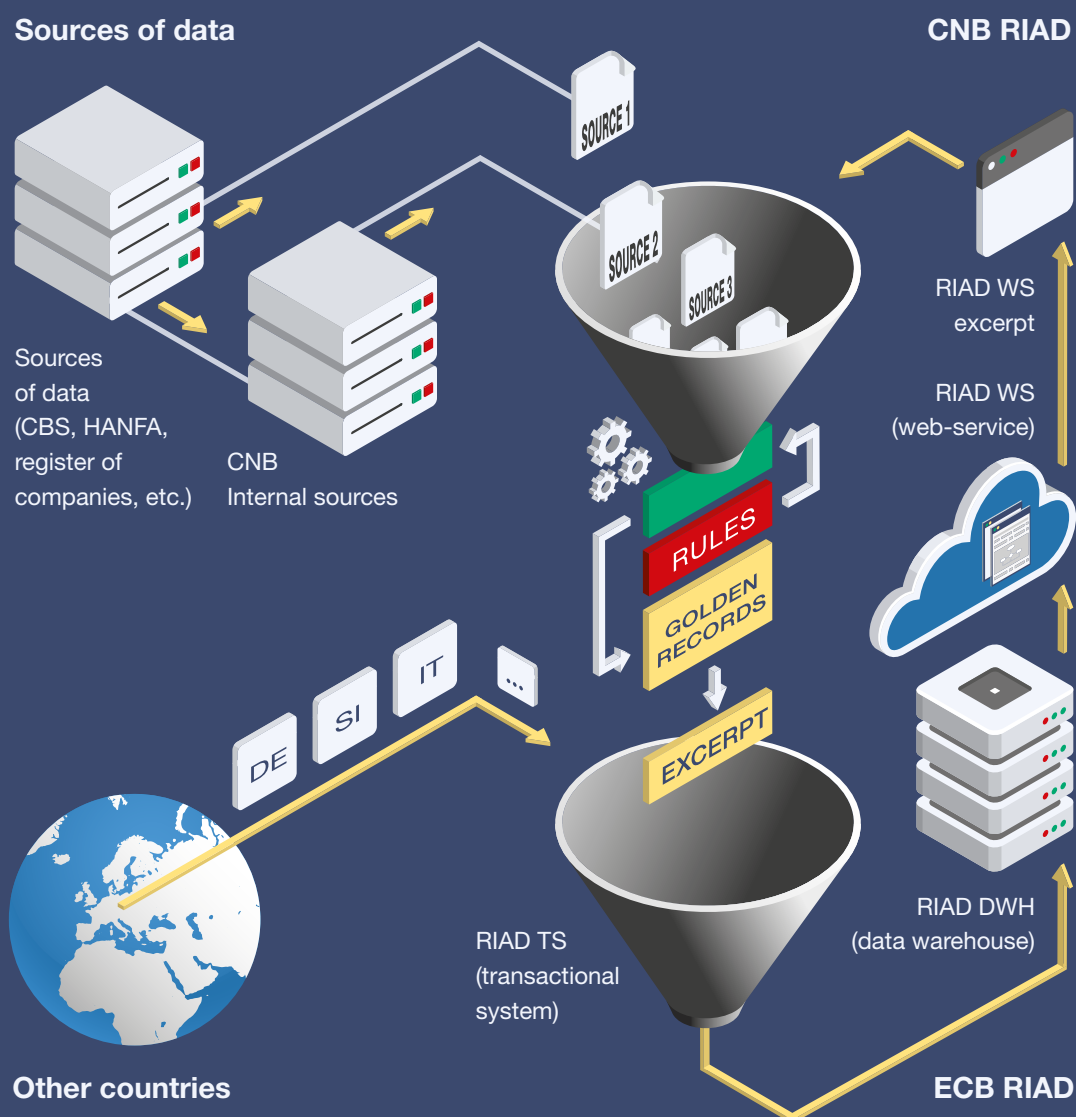 Sources of data
CNB RIAD
SOURCE 1
SOURCE 2
SOURCE 3
RIAD WS
excerpt
RIAD WS
(web-service)
Sources
of data
(CBS, HANFA,
register of
companies, etc.)
CNB
Internal sources
RULES
GOLDEN
RECORDS
EXCERPT
DE
SI
IT
...
RIAD TS
(transactional
system)
RIAD DWH
(data warehouse)
Other countries
ECB RIAD